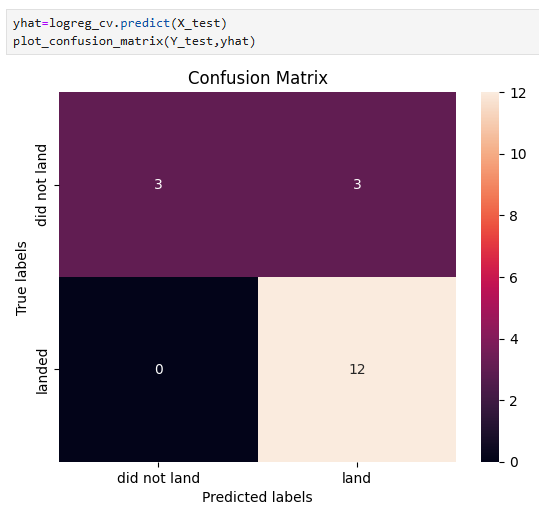 yhat=logreg_cv.predict(X_test)
plot_confusion_matrix(Y_test,yhat)
Confusion Matrix
True labels
did not land
landed
3
3
0
12
did not land
land
Predicted labels
12
10
8
6
4
2
0